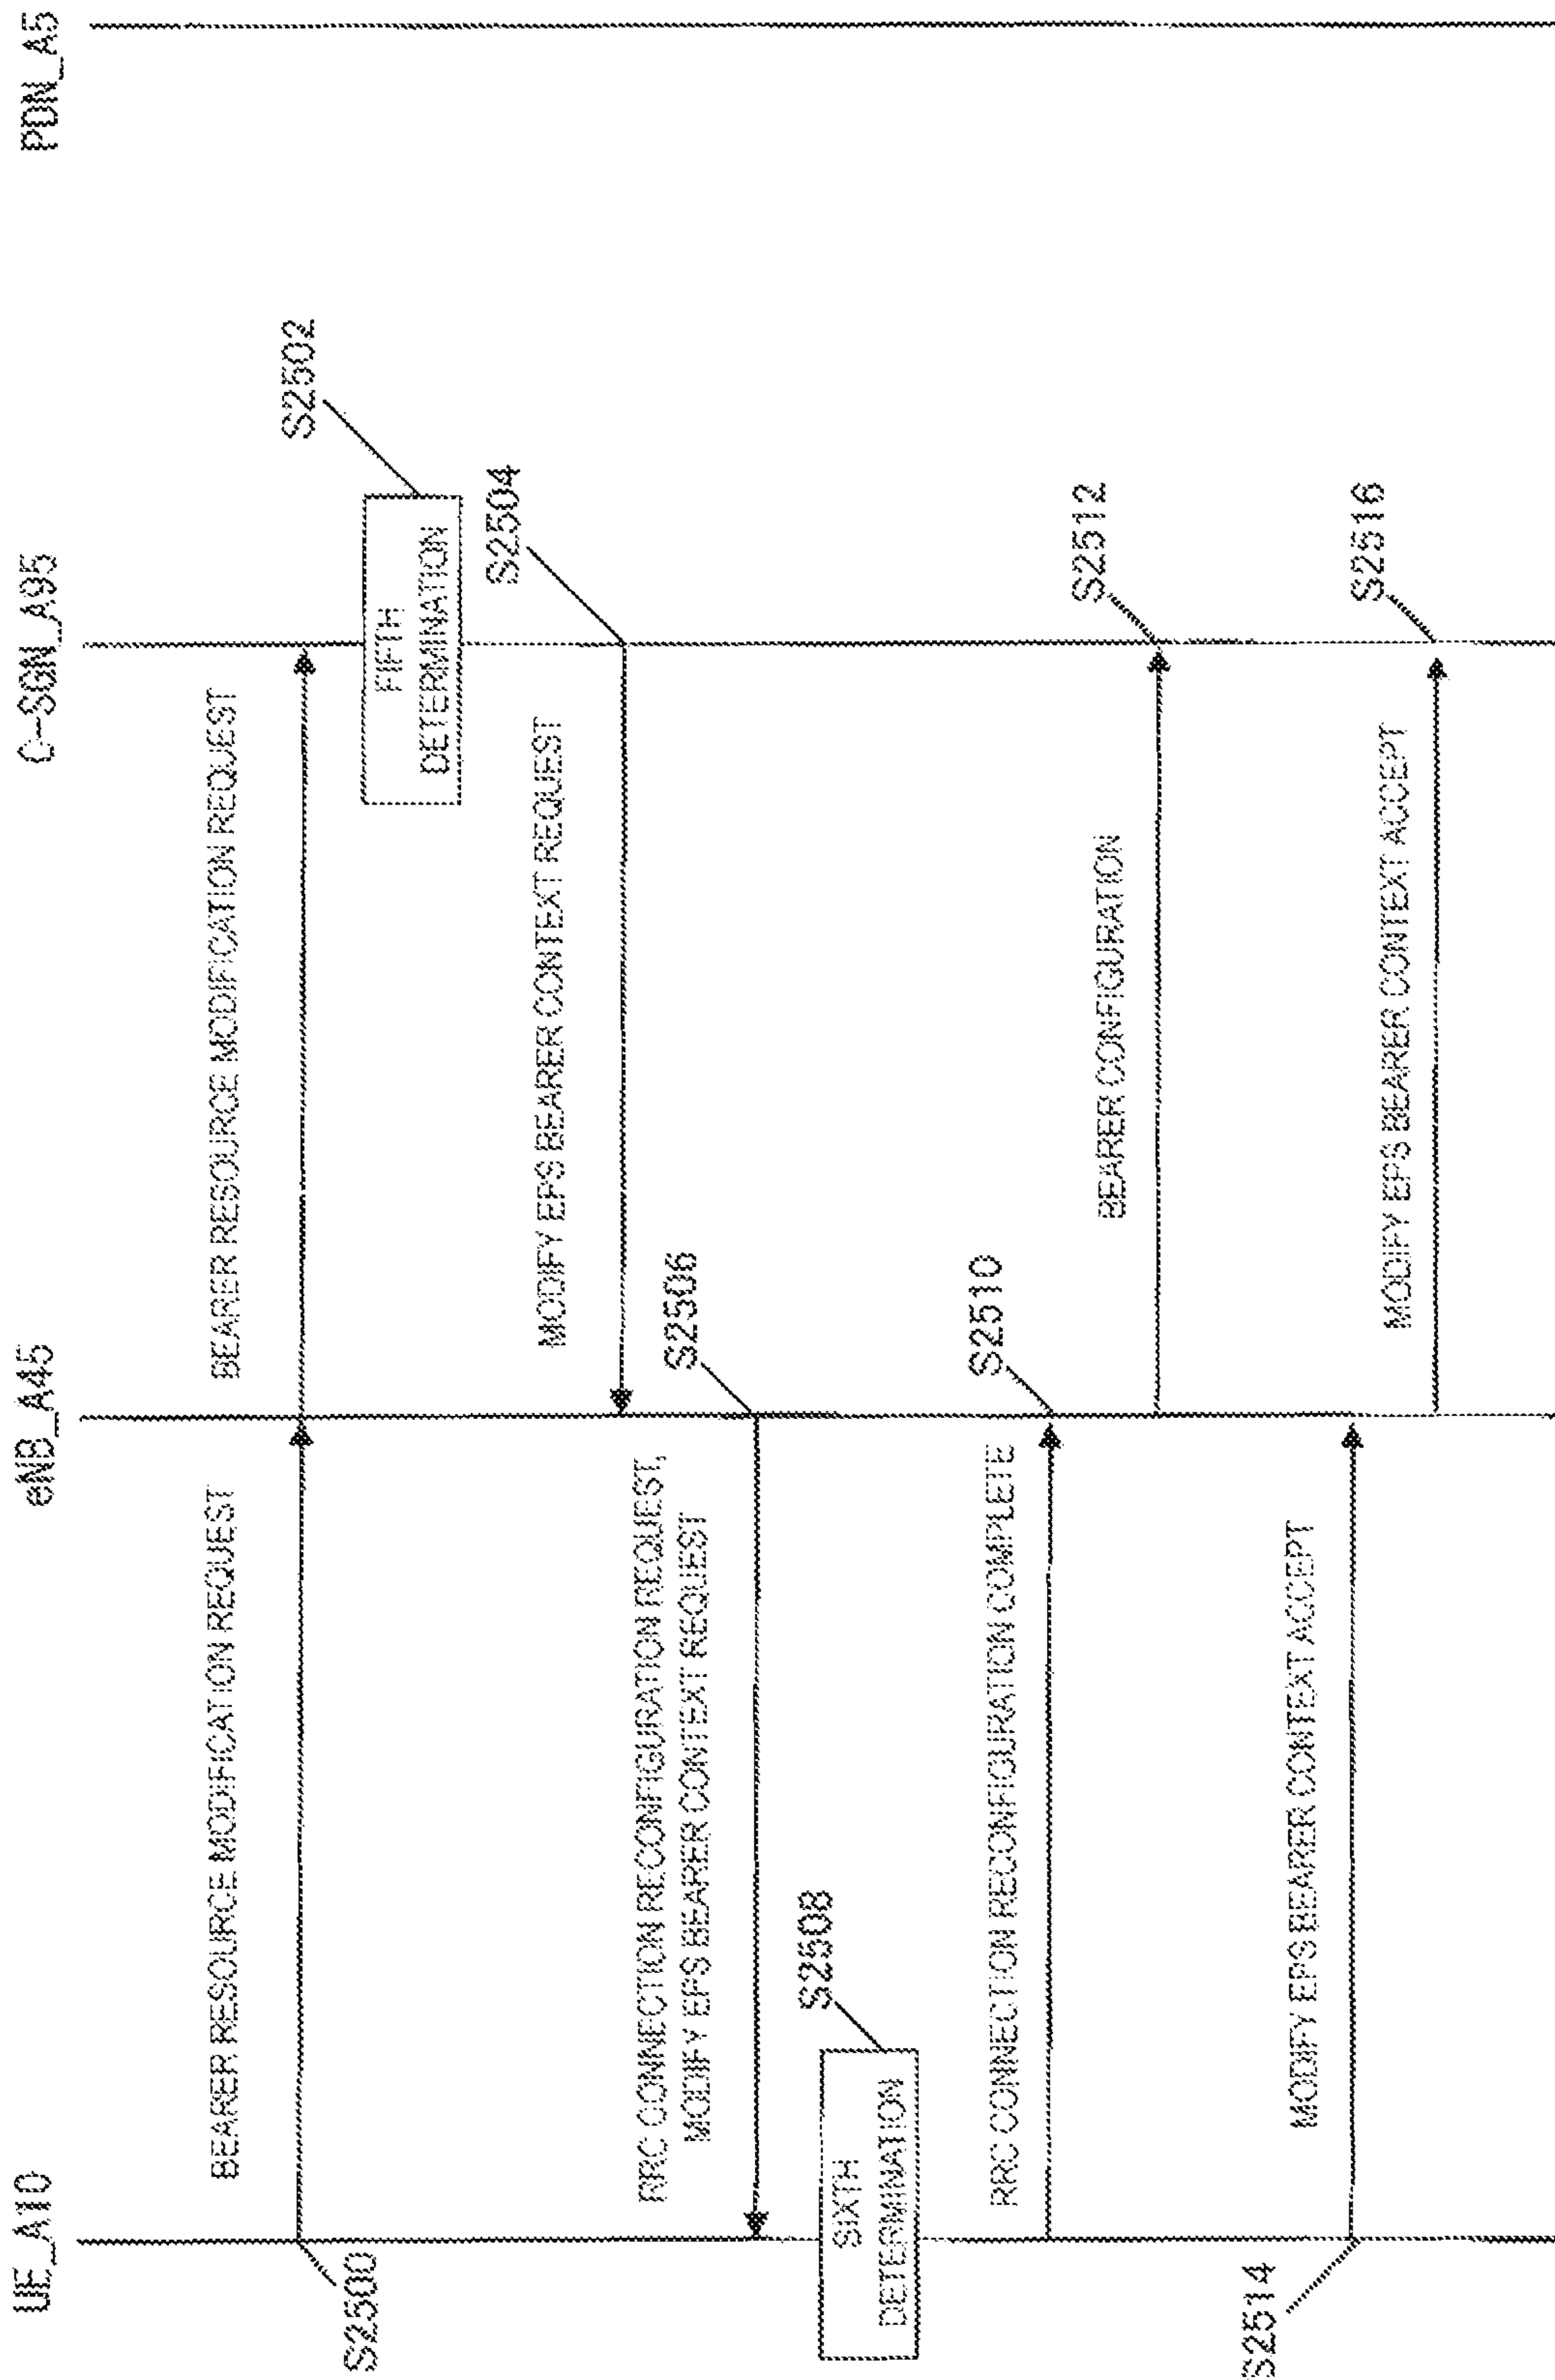 UE_A10
eNB_A45
C-SGN_A95
PDN_A5
BEARER RESOURCE MODIFICATION REQUEST
BEARER RESOURCE MODIFICATION REQUEST
S2500
S2502
FIFTH
DETERMINATION
S2504
MODIFY EPS BEARER CONTEXT REQUEST
S2506
RRC CONNECTION RECONFIGURATION REQUEST,
MODIFY EPS BEARER CONTEXT REQUEST
S2508
SIXTH
DETERMINATION
S2510
RRC CONNECTION RECONFIGURATION COMPLETE
S2512
BEARER CONFIGURATION
MODIFY EPS BEARER CONTEXT ACCEPT
S2514
S2516
MODIFY EPS BEARER CONTEXT ACCEPT